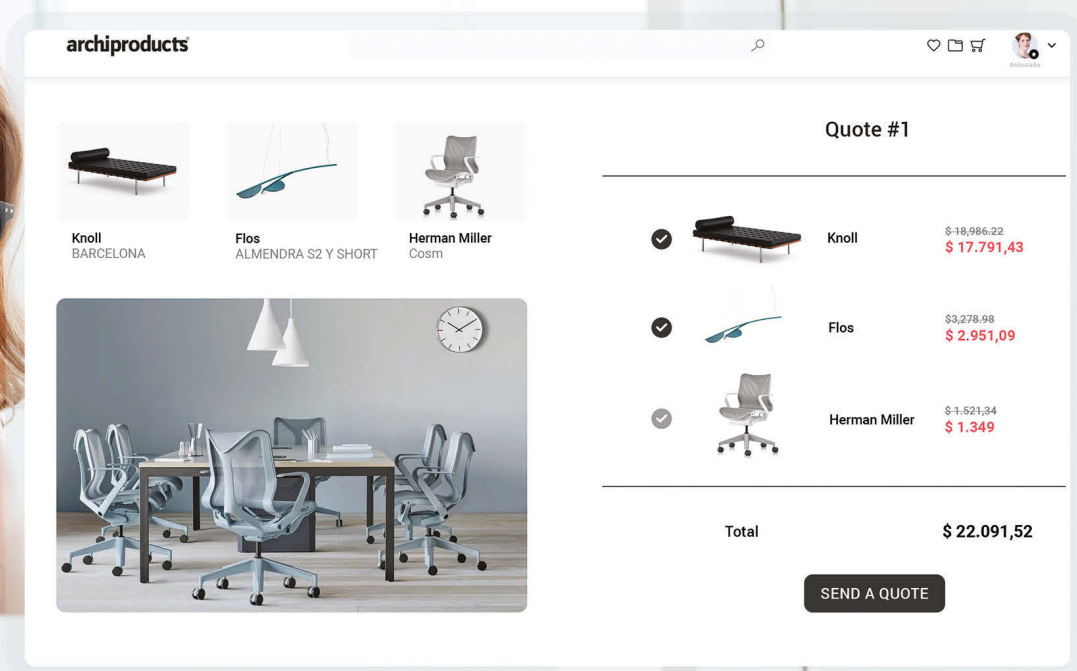 archiproducts®
Ambassador
Knoll
BARCELONA
Flos
ALMENDRA S2 Y SHORT
Herman Miller
Cosm
Quote #1
Knoll
$ 18,986.22
$ 17.791,43
Flos
$3,278.98
$ 2.951,09
Herman Miller
$ 1.521,34
$ 1.349
Total
$ 22.091,52
SEND A QUOTE